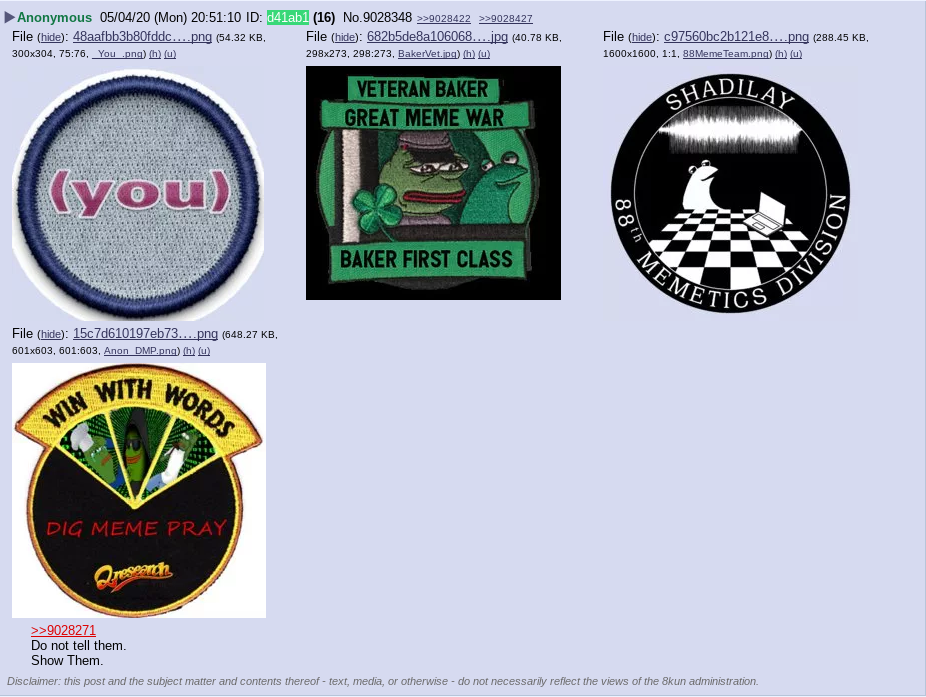 Anonymous 05/04/20 (Mon) 20:51:10 ID: d41ab1 (16) No.9028348 >>9028422 >>9028427
File (hide): 48aafbb3b80fddc….png (54.32 KB, 300x304, 75:76, _You_.png) (h) (u)
(you)
File (hide): 682b5de8a106068….jpg (40.78 KB, 298x273, 298:273, BakerVet.jpg) (h) (u)
VETERAN BAKER
GREAT MEME WAR
BAKER FIRST CLASS
File (hide): c97560bc2b121e8….png (288.45 KB, 1600x1600, 1:1, 88MemeTeam.png) (h) (u)
SHADILAY
88th MEMETICS DIVISION
File (hide): 15c7d610197eb73….png (648.27 KB, 601x603, 601:603, Anon_DMP.png) (h) (u)
WIN WITH WORDS
DIG MEME PRAY
Qresearch
>>9028271
Do not tell them.
Show Them.
Disclaimer: this post and the subject matter and contents thereof - text, media, or otherwise - do not necessarily reflect the views of the 8kun administration.